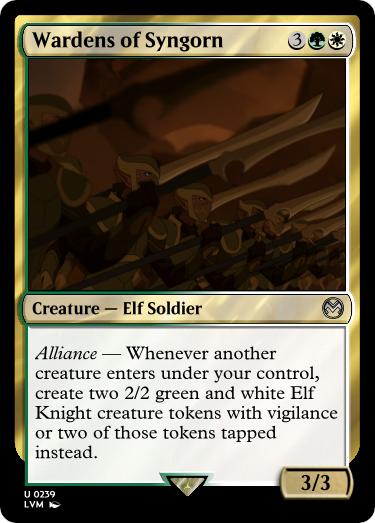 Wardens of Syngorn 3
Creature — Elf Soldier
Alliance — Whenever another
creature enters under your control,
create two 2/2 green and white Elf
Knight creature tokens with vigilance
or two of those tokens tapped
instead.
3/3
U 0239
LVM